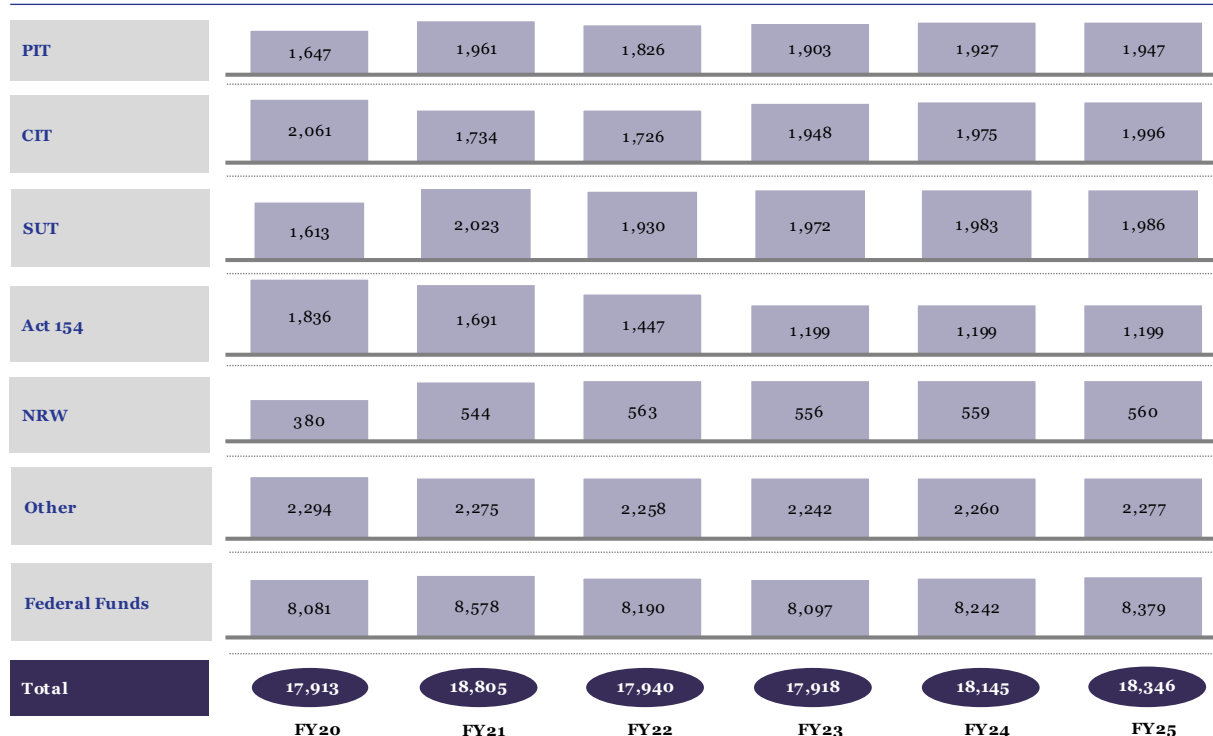 PIT 1,647 1,961 1,826 1,903 1,927 1,947
CIT 2,061 1,734 1,726 1,948 1,975 1,996
SUT 1,613 2,023 1,930 1,972 1,983 1,986
Act 154 1,836 1,691 1,447 1,199 1,199 1,199
NRW 380 544 563 556 559 560
Other 2,294 2,275 2,258 2,242 2,260 2,277
Federal Funds 8,081 8,578 8,190 8,097 8,242 8,379
Total 17,913 18,805 17,940 17,918 18,145 18,346
FY20 FY21 FY22 FY23 FY24 FY25